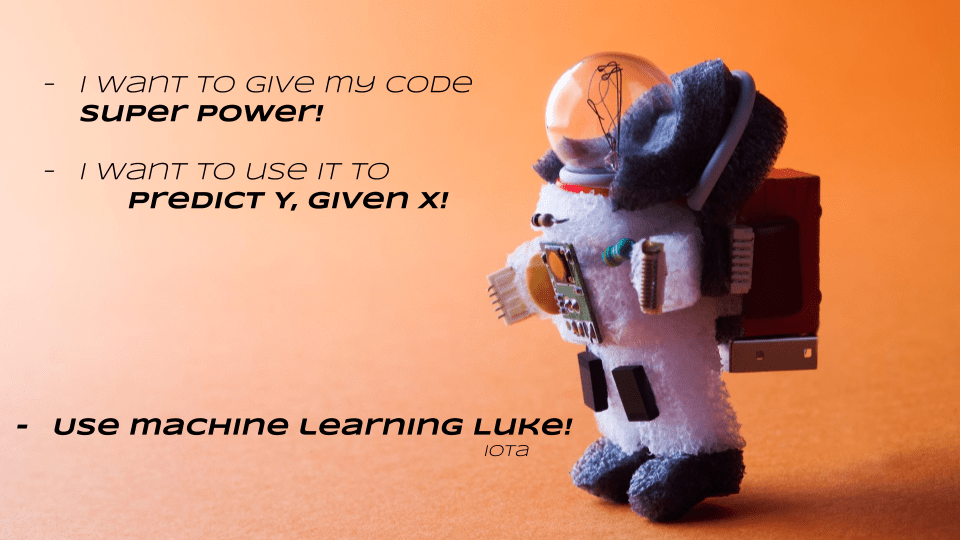 - I want to give my code
super power!
- I want to use it to
predict Y, given X!
- Use machine learning Luke!
iota